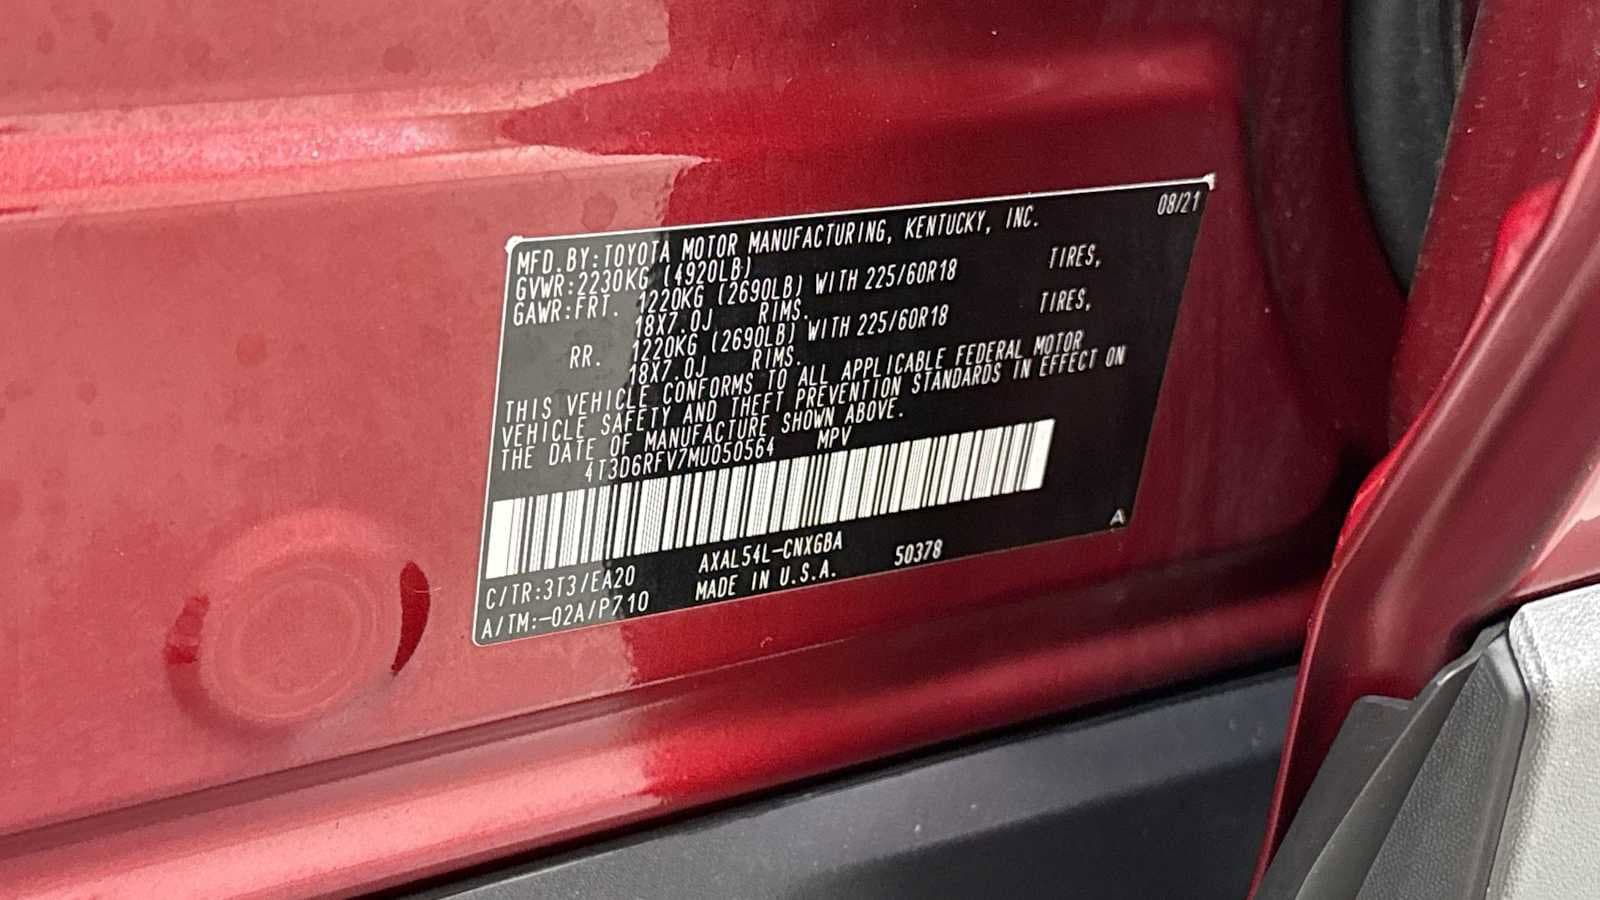 08/21
MFD.BY:TOYOTA MOTOR MANUFACTURING, KENTUCKY, INC.
GVWR:2230KG (4920LB)
GAWR:FRT. 1220KG (2690LB) WITH 225/60R18 TIRES,
18X7.0J RIMS.
RR. 1220KG (2690LB) WITH 225/60R18 TIRES,
18X7.0J RIMS.
THIS VEHICLE CONFORMS TO ALL APPLICABLE FEDERAL MOTOR
VEHICLE SAFETY AND THEFT PREVENTION STANDARDS IN EFFECT ON
THE DATE OF MANUFACTURE SHOWN ABOVE.
4T3D6RFV7MU050564 MPV
A
C/TR:3T3/EA20 AXAL54L-CNXGBA 50378
A/TM:-02A/P710 MADE IN U.S.A.